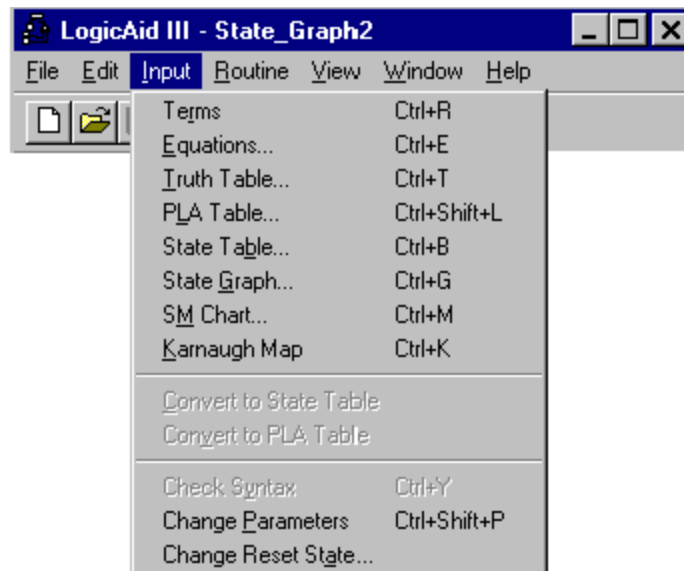 LogicAid III - State_Graph2
File Edit Input Routine View Window Help
Terms Ctrl+R
Equations... Ctrl+E
Truth Table... Ctrl+T
PLA Table... Ctrl+Shift+L
State Table... Ctrl+B
State Graph... Ctrl+G
SM Chart... Ctrl+M
Karnaugh Map Ctrl+K
Convert to State Table
Convert to PLA Table
Check Syntax Ctrl+Y
Change Parameters Ctrl+Shift+P
Change Reset State...